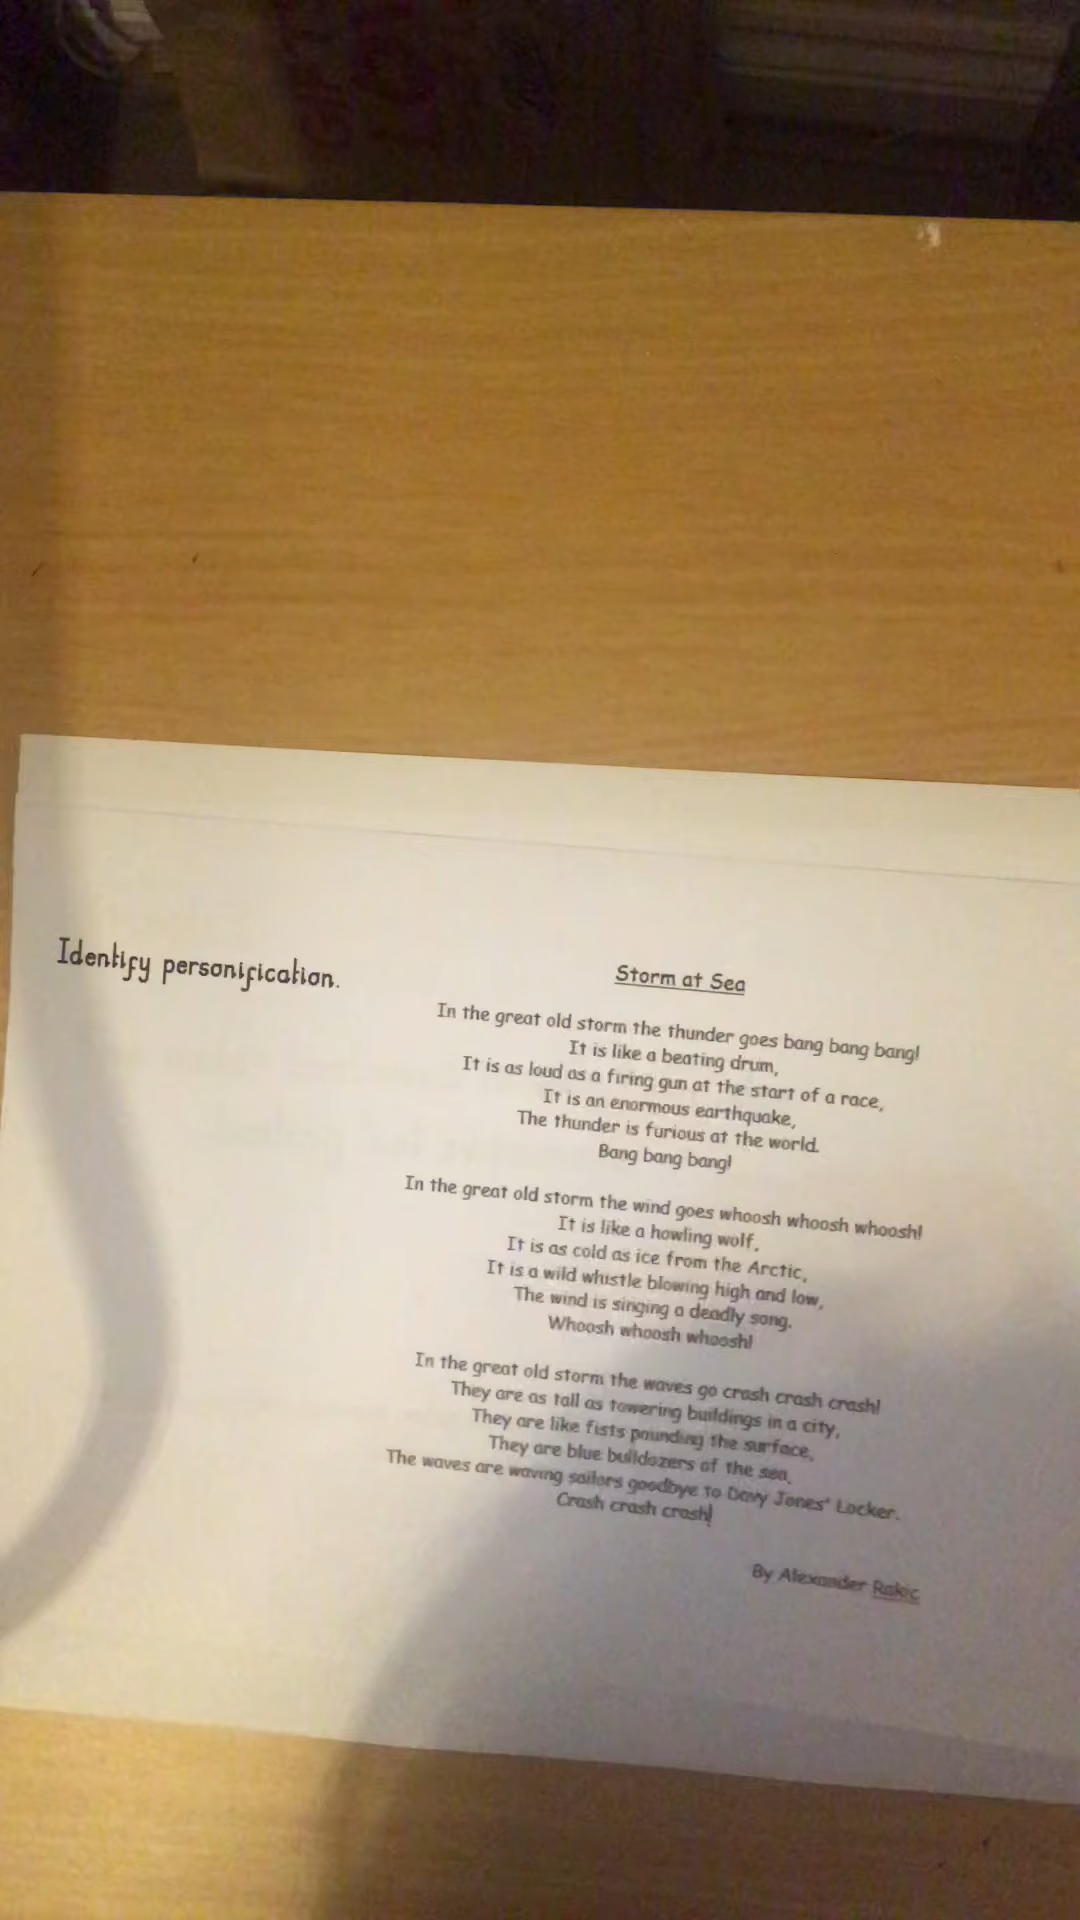 Identify personification.
Storm at Sea
In the great old storm the thunder goes bang bang bang!
It is like a beating drum,
It is as loud as a firing gun at the start of a race,
It is an enormous earthquake,
The thunder is furious at the world.
Bang bang bang!
In the great old storm the wind goes whoosh whoosh whoosh!
It is like a howling wolf,
It is as cold as ice from the Arctic,
It is a wild whistle blowing high and low,
The wind is singing a deadly song.
Whoosh whoosh whoosh!
In the great old storm the waves go crash crash crash!
They are as tall as towering buildings in a city,
They are like fists pounding the surface,
They are blue bulldozers of the sea,
The waves are waving sailors goodbye to Davy Jones' Locker.
Crash crash crash!
By Alexander Rakic